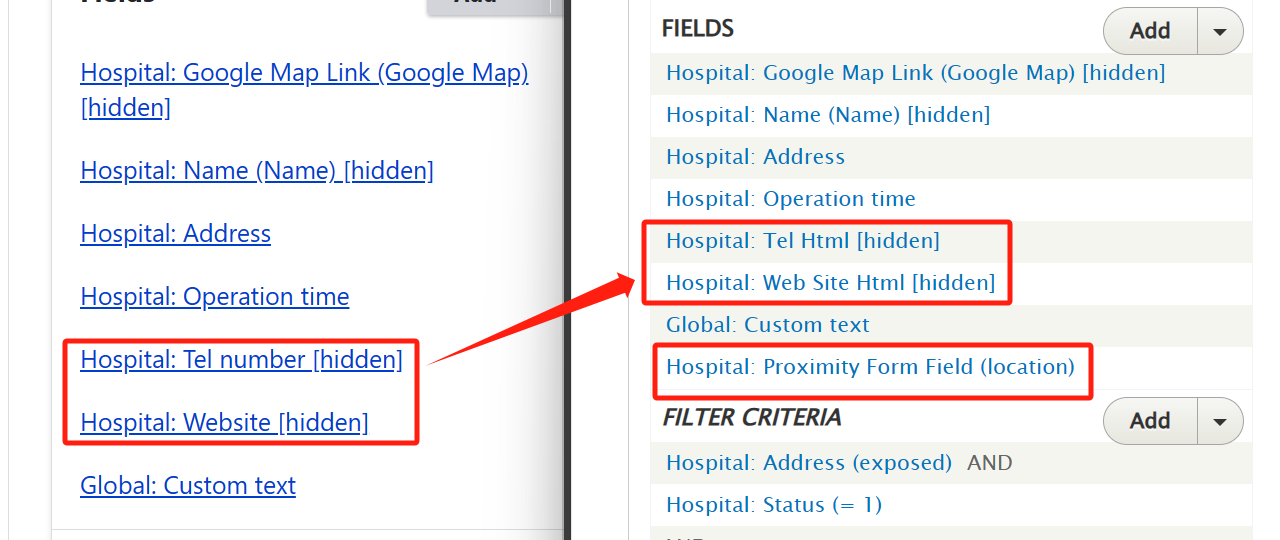 Fields
Add
Hospital: Google Map Link (Google Map)
[hidden]
Hospital: Name (Name) [hidden]
Hospital: Address
Hospital: Operation time
Hospital: Tel number [hidden]
Hospital: Website [hidden]
Global: Custom text
FIELDS
Add
Hospital: Google Map Link (Google Map) [hidden]
Hospital: Name (Name) [hidden]
Hospital: Address
Hospital: Operation time
Hospital: Tel Html [hidden]
Hospital: Web Site Html [hidden]
Global: Custom text
Hospital: Proximity Form Field (location)
FILTER CRITERIA
Add
Hospital: Address (exposed) AND
Hospital: Status (= 1)